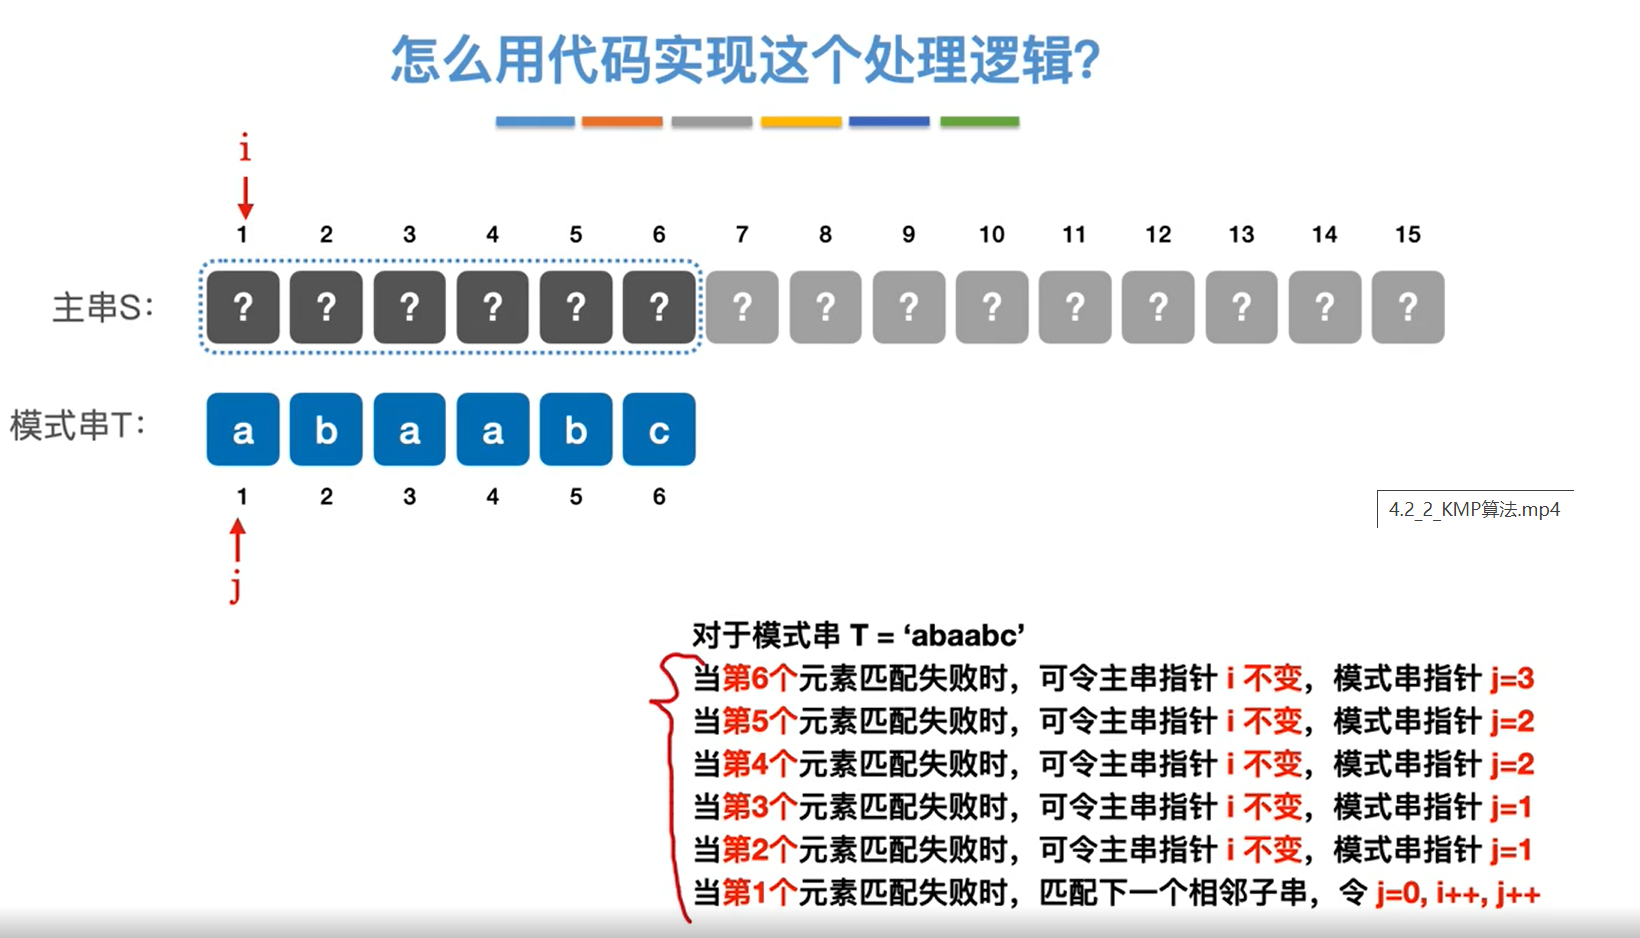 怎么用代码实现这个处理逻辑?
i
1 2 3 4 5 6 7 8 9 10 11 12 13 14 15
主串S: ? ? ? ? ? ? ? ? ? ? ? ? ? ? ?
模式串T: a b a a b c
1 2 3 4 5 6
4.2_2_KMP算法.mp4
j
对于模式串 T = ‘abaabc’
当第6个元素匹配失败时，可令主串指针 i 不变，模式串指针 j=3
当第5个元素匹配失败时，可令主串指针 i 不变，模式串指针 j=2
当第4个元素匹配失败时，可令主串指针 i 不变，模式串指针 j=2
当第3个元素匹配失败时，可令主串指针 i 不变，模式串指针 j=1
当第2个元素匹配失败时，可令主串指针 i 不变，模式串指针 j=1
当第1个元素匹配失败时，匹配下一个相邻子串，令 j=0, i++, j++